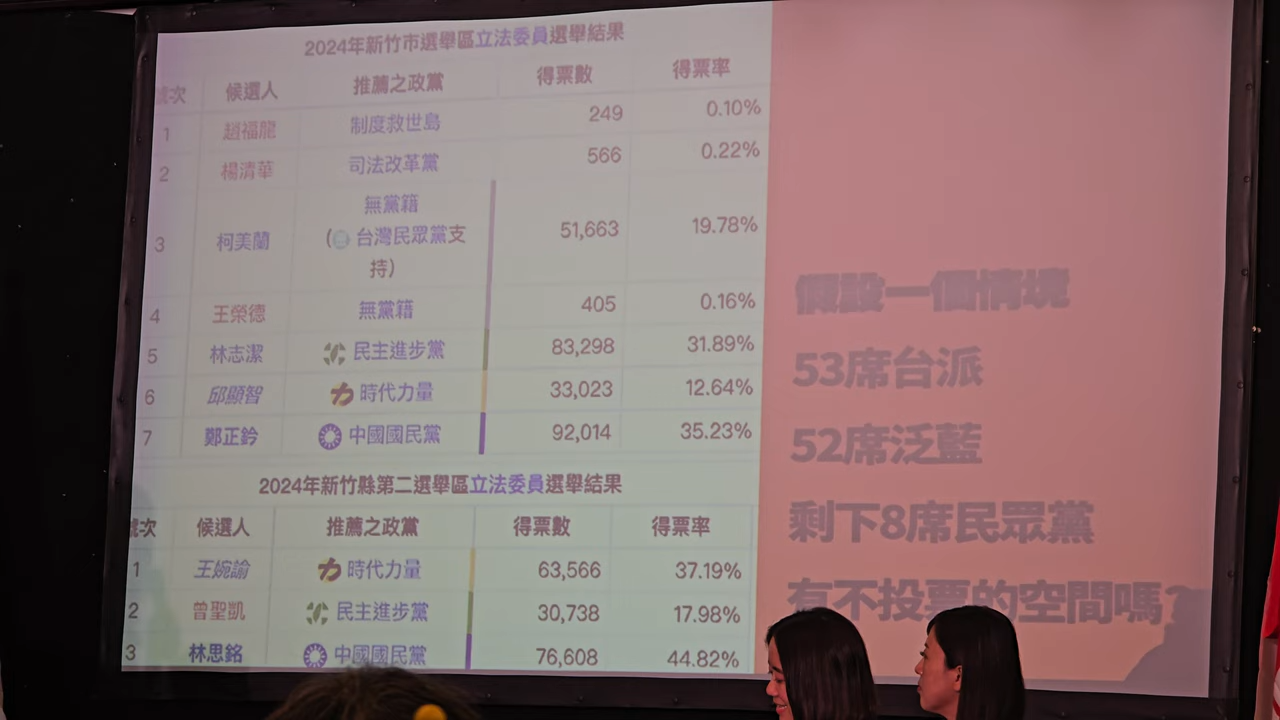 2024年新竹市選舉區立法委員選舉結果
號次 候選人 推薦之政黨 得票數 得票率
1 趙福龍 制度救世島 249 0.10%
2 楊清華 司法改革黨 566 0.22%
3 柯美蘭 無黨籍 (台灣民眾黨支持) 51,663 19.78%
4 王榮德 無黨籍 405 0.16%
5 林志潔 民主進步黨 83,298 31.89%
6 邱顯智 時代力量 33,023 12.64%
7 鄭正鈐 中國國民黨 92,014 35.23%
2024年新竹縣第二選舉區立法委員選舉結果
號次 候選人 推薦之政黨 得票數 得票率
1 王婉諭 時代力量 63,566 37.19%
2 曾聖凱 民主進步黨 30,738 17.98%
3 林思銘 中國國民黨 76,608 44.82%
假設一個情境
53席台派
52席泛藍
剩下8席民眾黨
有不投票的空間嗎?